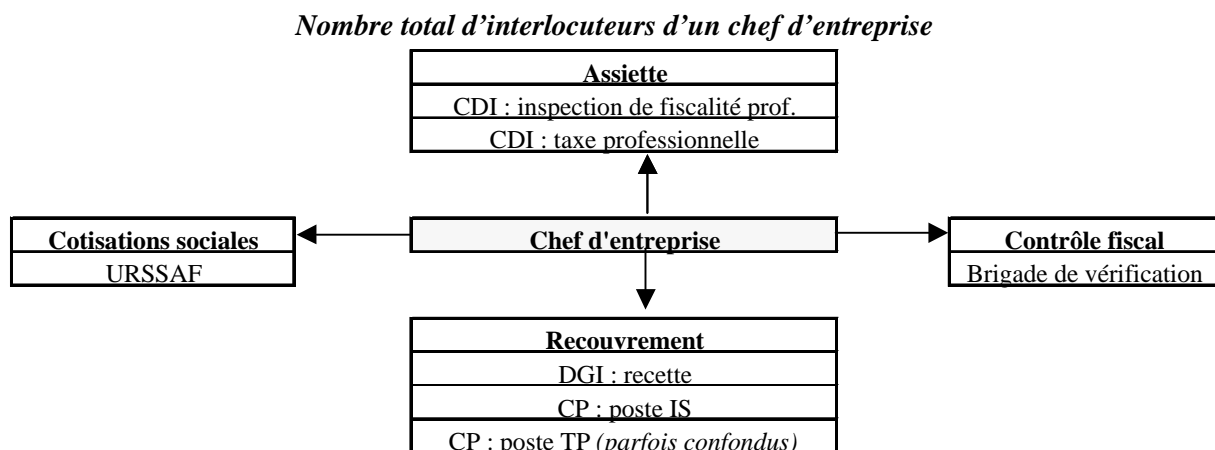 Nombre total d'interlocuteurs d'un chef d'entreprise
Assiette
CDI : inspection de fiscalité prof.
CDI : taxe professionnelle
Cotisations sociales
URSSAF
Chef d'entreprise
Contrôle fiscal
Brigade de vérification
Recouvrement
DGI : recette
CP : poste IS
CP : poste TP (parfois confondus)